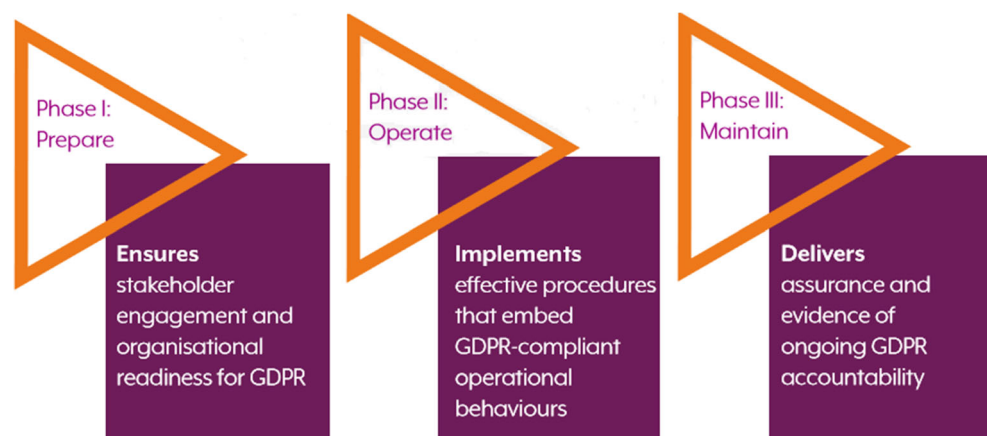 Phase I:
Prepare
Ensures
stakeholder
engagement and
organisational
readiness for GDPR
Phase II:
Operate
Implements
effective procedures
that embed
GDPR-compliant
operational
behaviours
Phase III:
Maintain
Delivers
assurance and
evidence of
ongoing GDPR
accountability